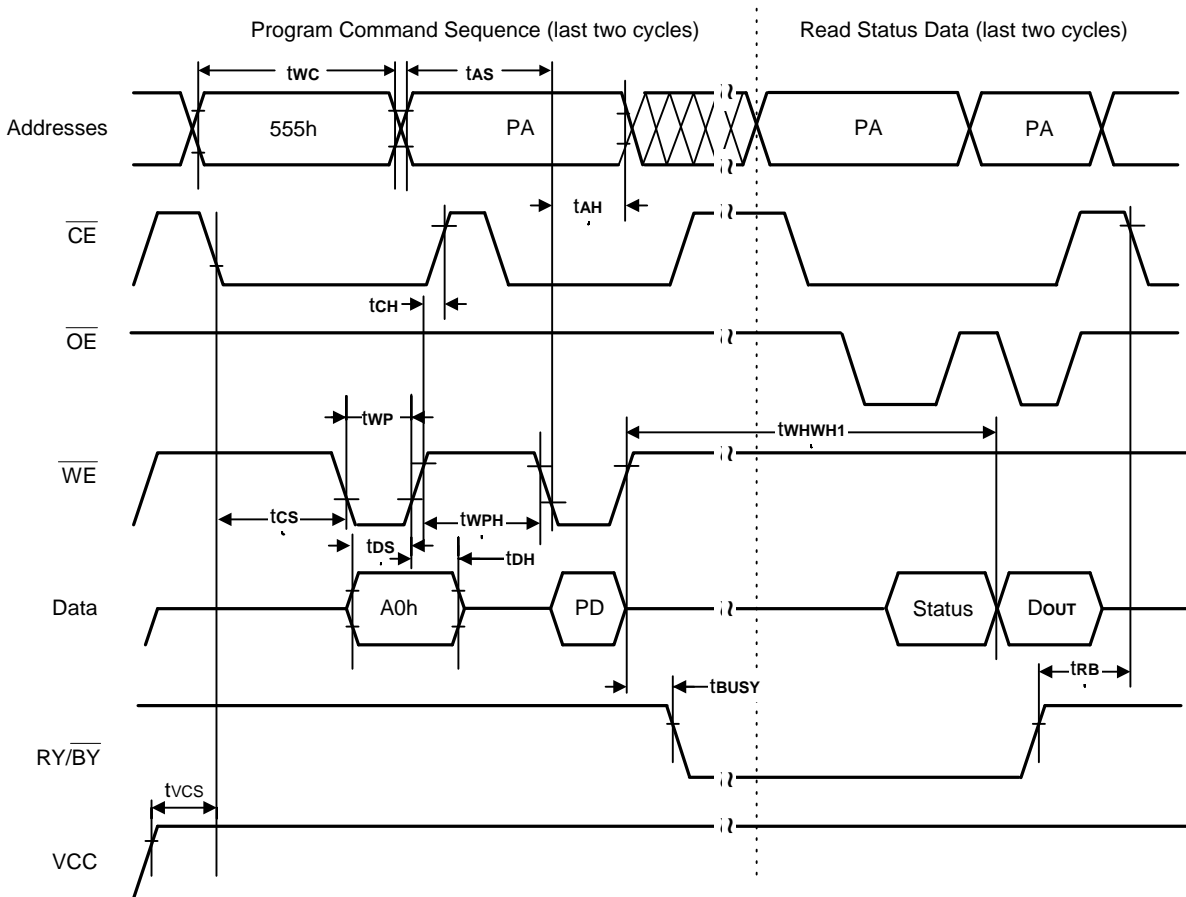 Program Command Sequence (last two cycles) Read Status Data (last two cycles)
tWC tAS
Addresses 555h PA PA PA
tAH
CE
tCH
OE
tWP tWHWH1
WE
tCS tWPH
tDS tDH
Data A0h PD Status DOUT
tBUSY tRB
RY/BY
tVCS
VCC